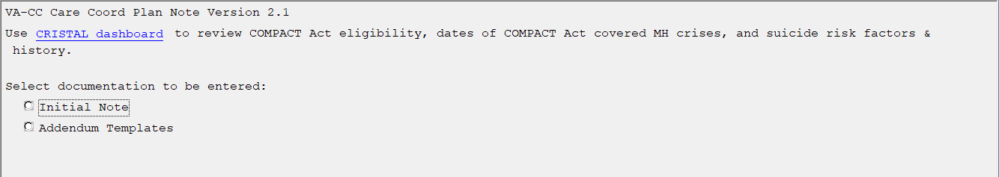 VA-CC Care Coord Plan Note Version 2.1
Use CRISTAL dashboard to review COMPACT Act eligibility, dates of COMPACT Act covered MH crises, and suicide risk factors &
history.
Select documentation to be entered:
Initial Note
Addendum Templates